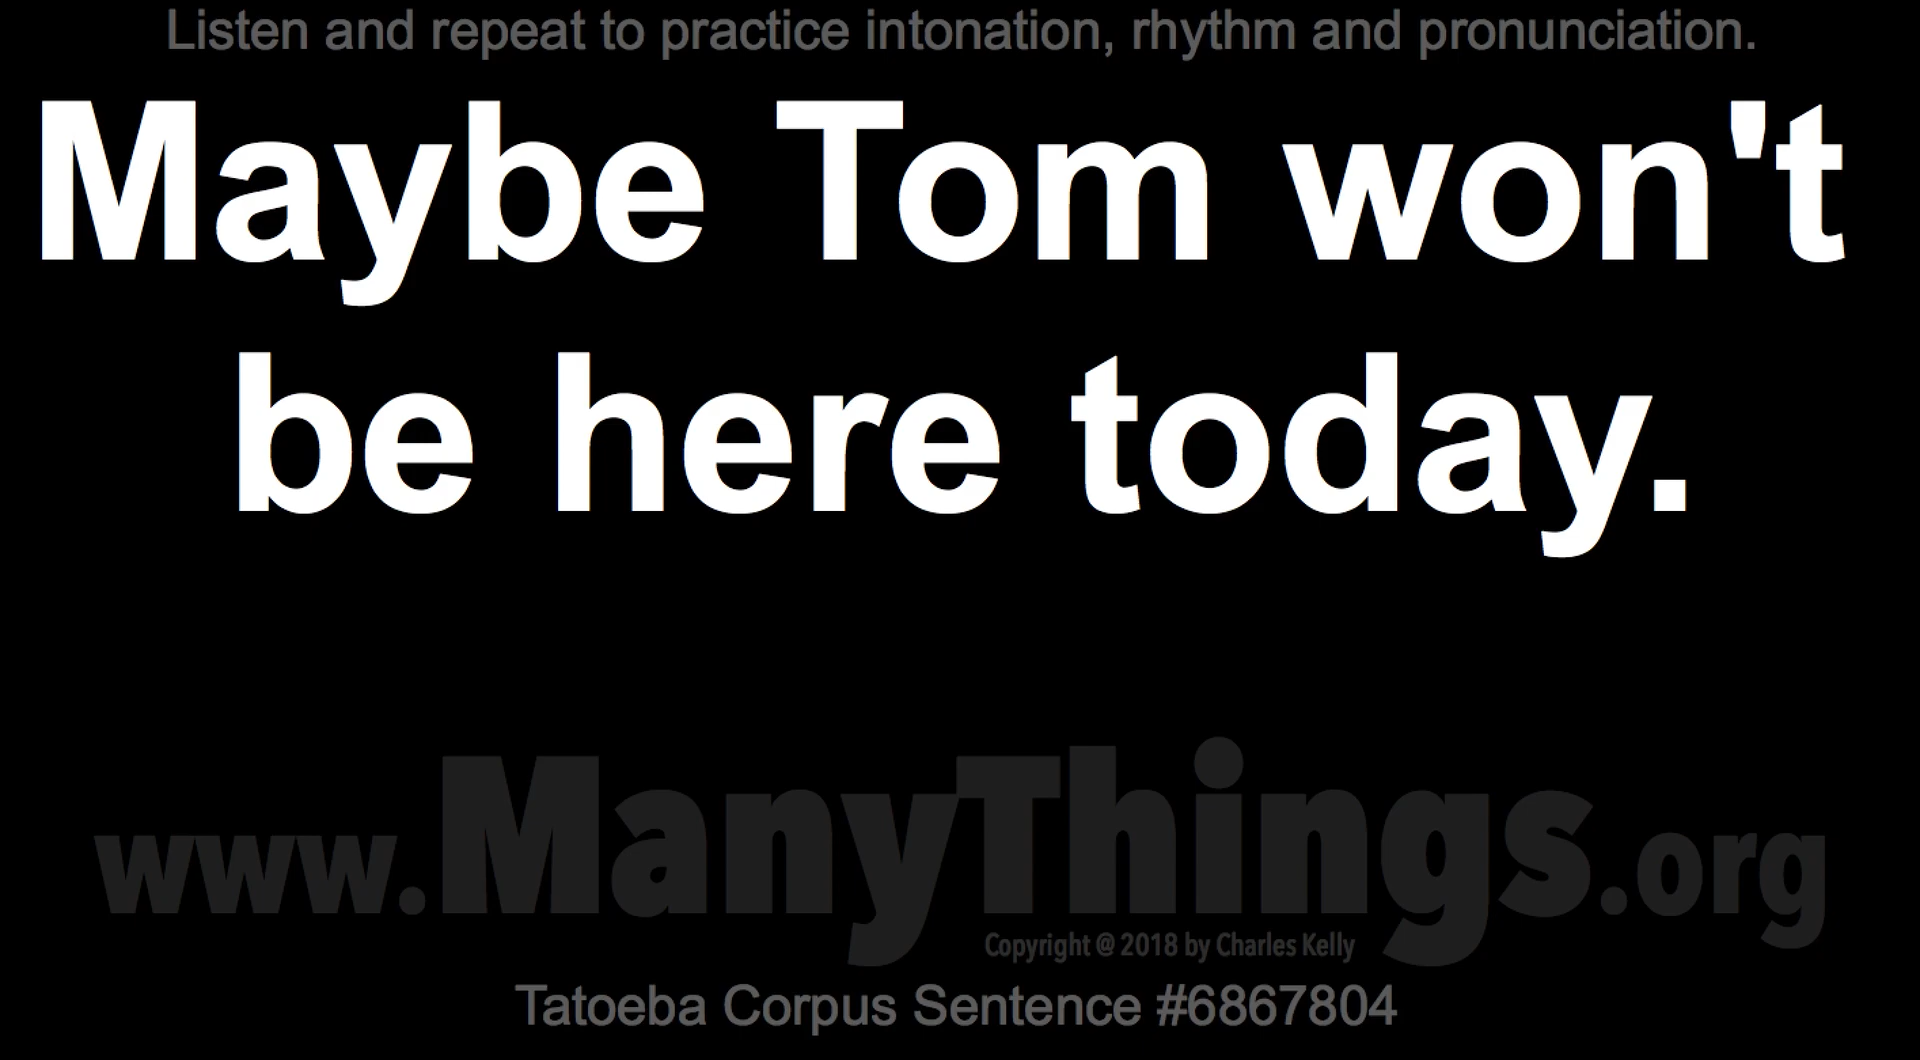 Listen and repeat to practice intonation, rhythm and pronunciation.
Maybe Tom won't
be here today.
www.ManyThings.org
Copyright @ 2018 by Charles Kelly
Tatoeba Corpus Sentence #6867804